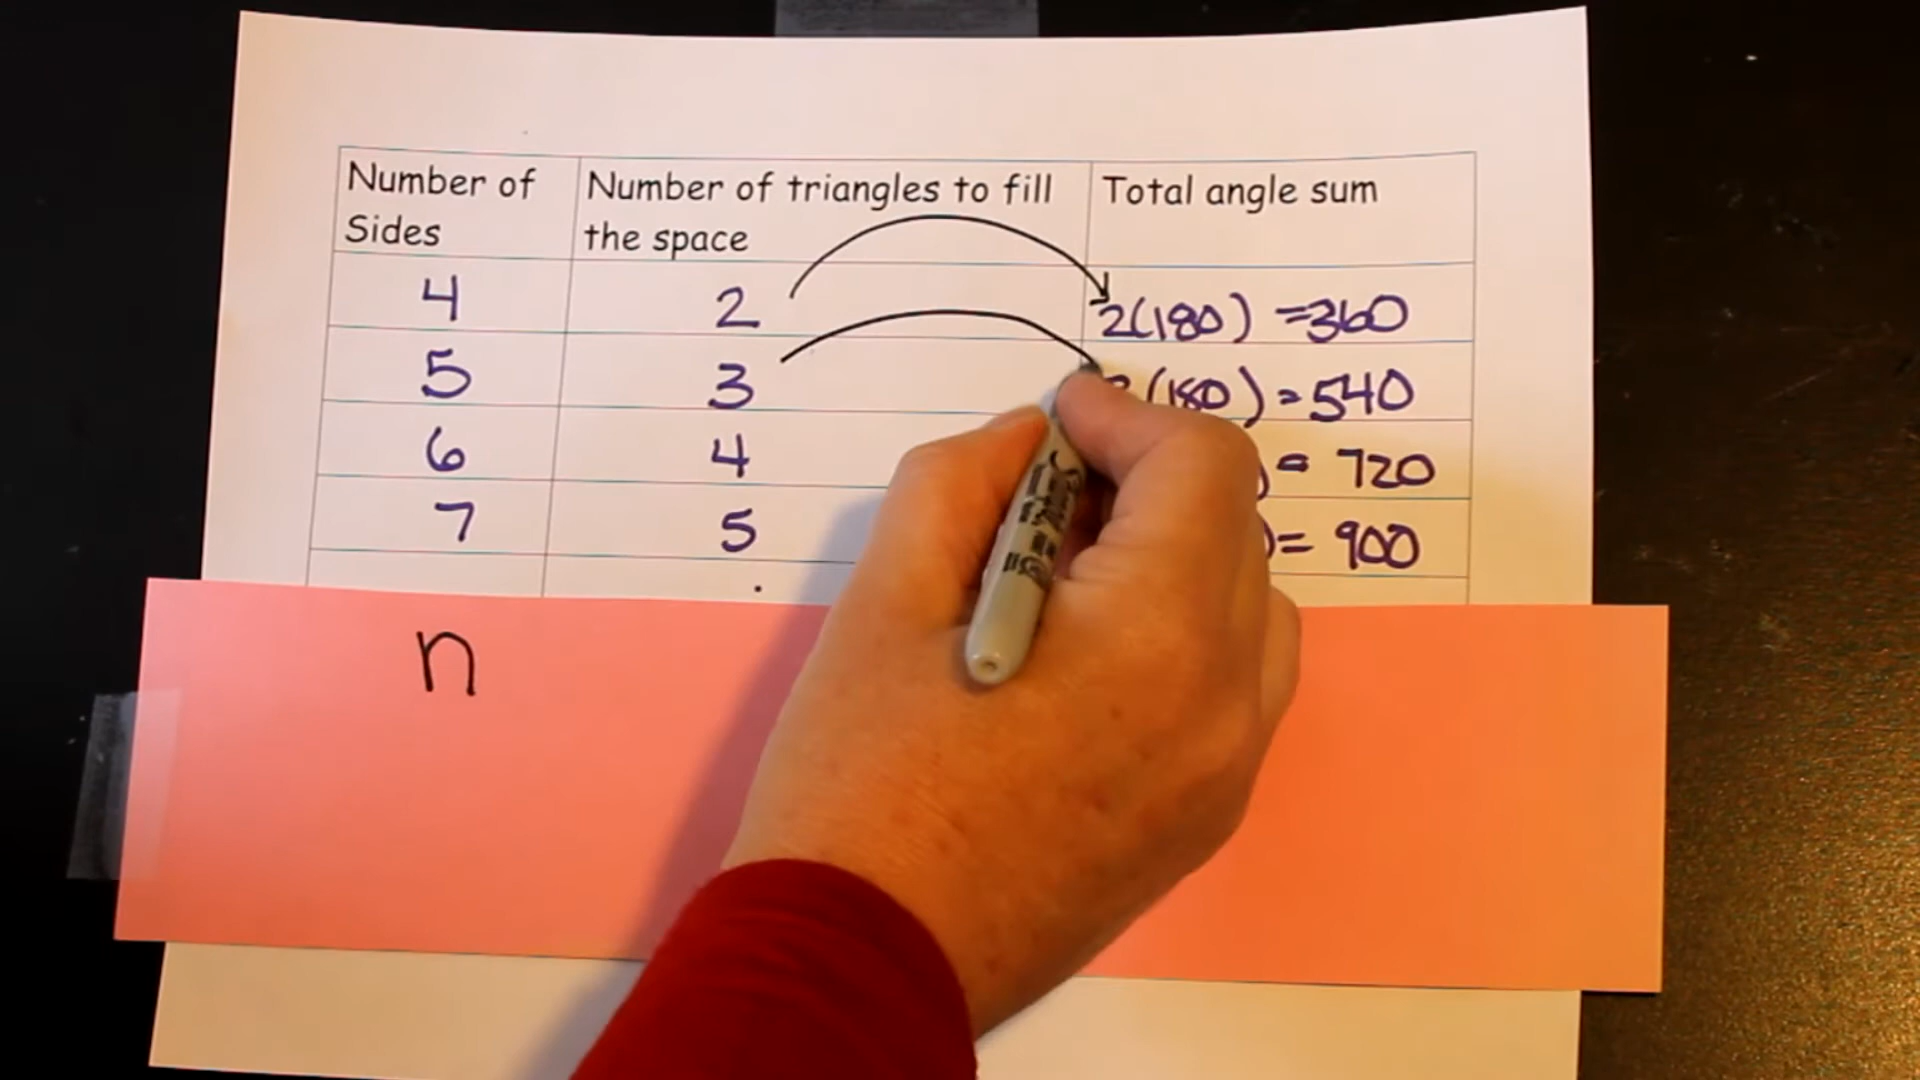 Number of Sides
Number of triangles to fill the space
Total angle sum
4 2 2(180) =360
5 3 (180) = 540
6 4 ) = 720
7 5 )= 900
n